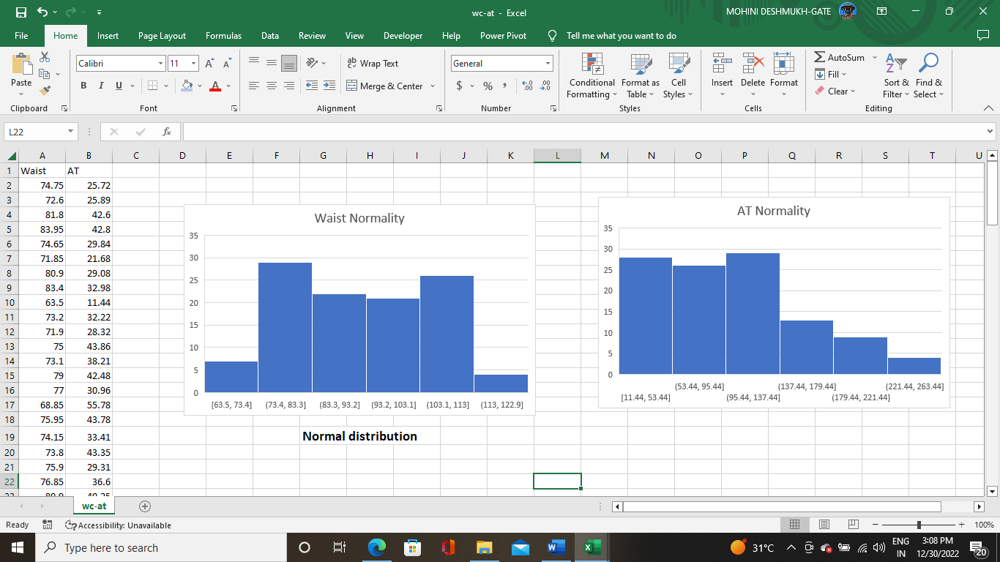 wc-at - Excel
MOHINI DESHMUKH-GATE
File Home Insert Page Layout Formulas Data Review View Developer Help Power Pivot Tell me what you want to do
Paste
Clipboard
Calibri 11
B I U
Font
Wrap Text
Merge & Center
Alignment
General
$ % ,
Number
Conditional Formatting
Format as Table
Cell Styles
Styles
Insert Delete Format
Cells
AutoSum
Fill
Clear
Sort & Filter
Find & Select
Editing
L22
fx
A B C D E F G H I J K L M N O P Q R S T U
1 Waist AT
2 74.75 25.72
3 72.6 25.89
4 81.8 42.6
5 83.95 42.8
6 74.65 29.84
7 71.85 21.68
8 80.9 29.08
9 83.4 32.98
10 63.5 11.44
11 73.2 32.22
12 71.9 28.32
13 75 43.86
14 73.1 38.21
15 79 42.48
16 77 30.96
17 68.85 55.78
18 75.95 43.78
19 74.15 33.41
20 73.8 43.35
21 75.9 29.31
22 76.85 36.6
Waist Normality
35
30
25
20
15
10
5
0
[63.5, 73.4] (73.4, 83.3] (83.3, 93.2] (93.2, 103.1] (103.1, 113] (113, 122.9]
Normal distribution
AT Normality
35
30
25
20
15
10
5
0
(53.44, 95.44] (137.44, 179.44] (221.44, 263.44]
[11.44, 53.44] (95.44, 137.44] (179.44, 221.44]
wc-at
Ready
Accessibility: Unavailable
100%
Type here to search
31°C
ENG
IN
3:08 PM
12/30/2022
20